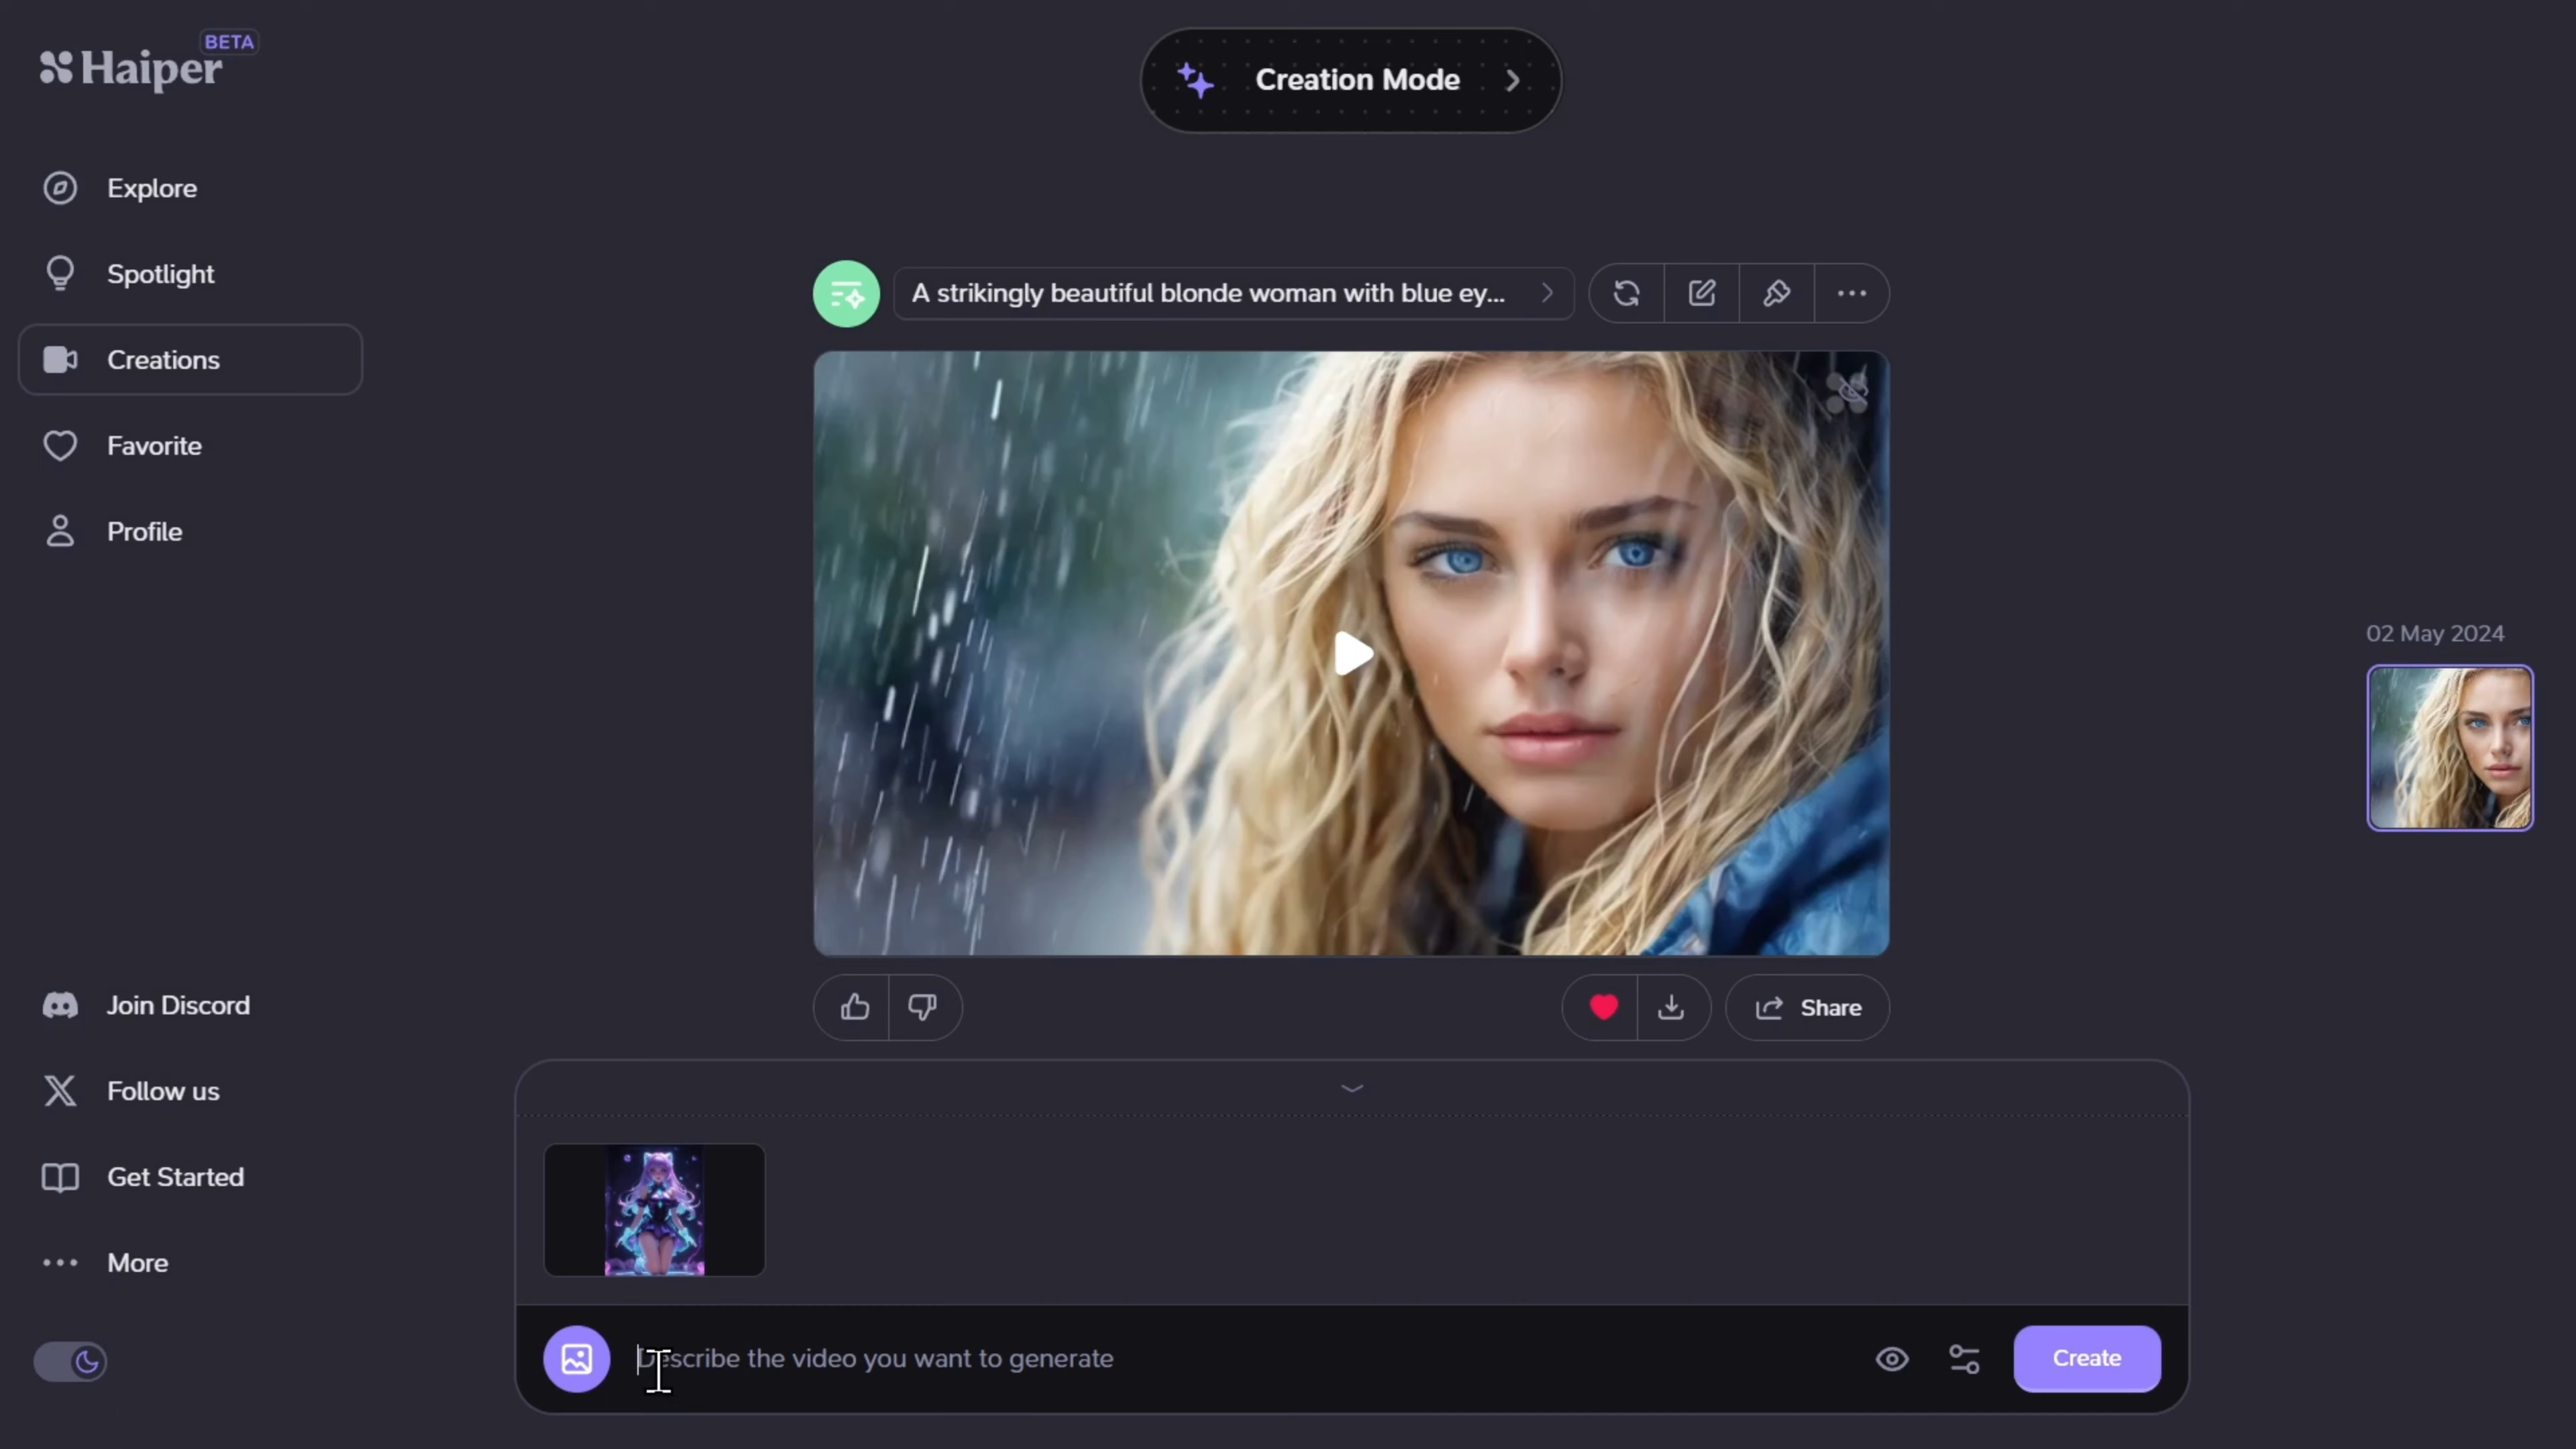 Haiper
BETA
Creation Mode
Explore
Spotlight
Creations
Favorite
Profile
A strikingly beautiful blonde woman with blue ey...
02 May 2024
Share
Join Discord
Follow us
Get Started
More
Describe the video you want to generate
Create